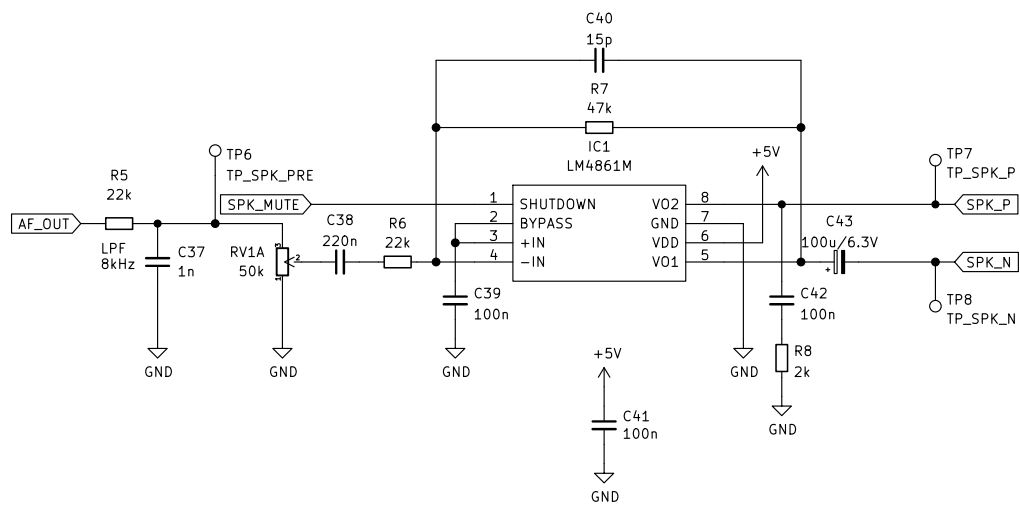 C40
15p
R7
47k
IC1
LM4861M
+5V
TP7
TP_SPK_P
TP6
TP_SPK_PRE
R5
22k
SPK_MUTE
1
SHUTDOWN
VO2
8
SPK_P
AF_OUT
C38
220n
R6
22k
2
BYPASS
GND
7
C43
100u/6.3V
+
3
+IN
VDD
6
4
-IN
VO1
5
SPK_N
LPF
8kHz
C37
1n
RV1A
50k
3
2
1
C39
100n
C42
100n
TP8
TP_SPK_N
GND
GND
GND
+5V
GND
R8
2k
C41
100n
GND
GND